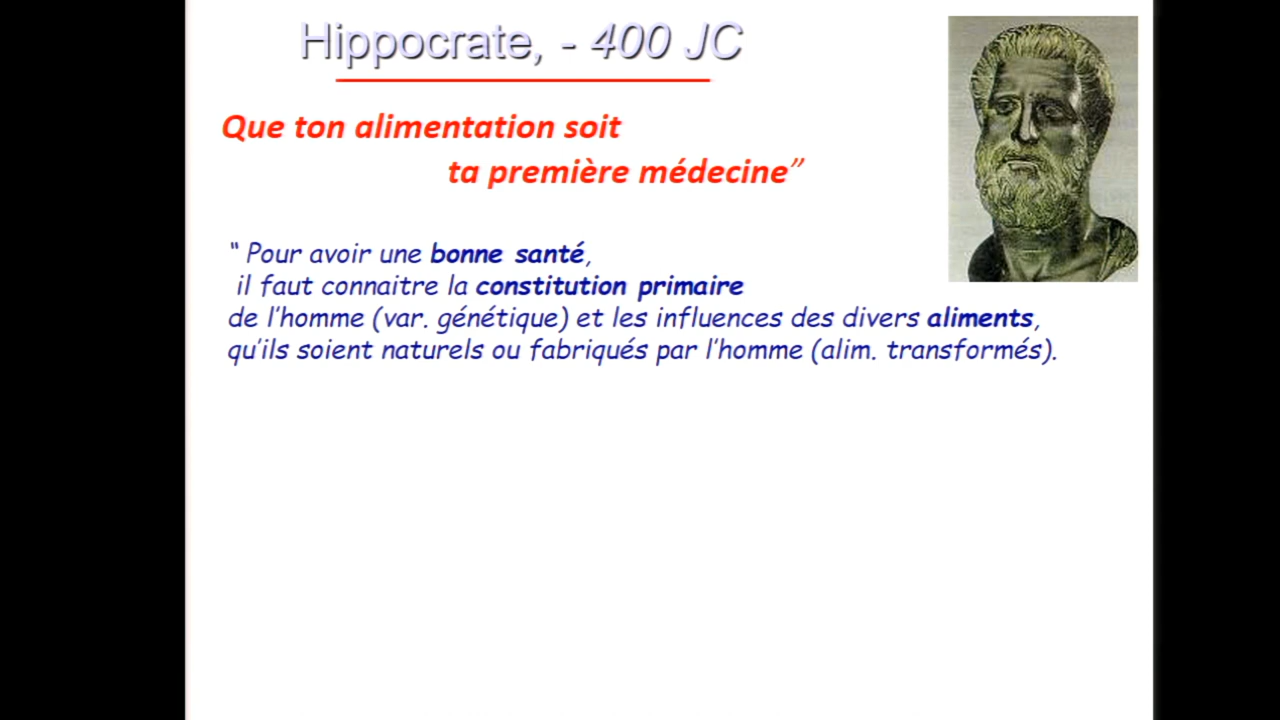 Hippocrate, - 400 JC
Que ton alimentation soit
ta première médecine”
“ Pour avoir une bonne santé,
il faut connaitre la constitution primaire
de l'homme (var. génétique) et les influences des divers aliments,
qu'ils soient naturels ou fabriqués par l'homme (alim. transformés).